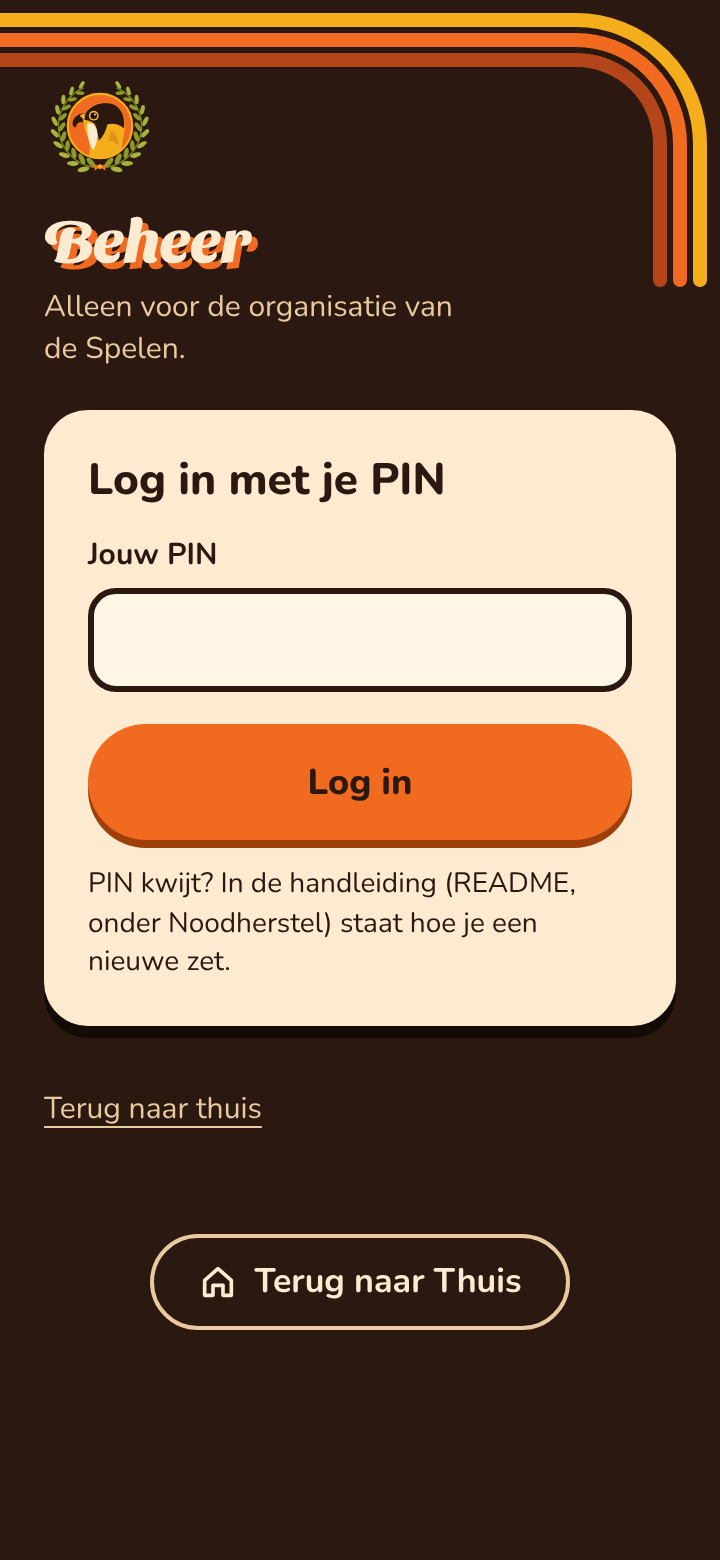 Beheer
Alleen voor de organisatie van
de Spelen.
Log in met je PIN
Jouw PIN
Log in
PIN kwijt? In de handleiding (README,
onder Noodherstel) staat hoe je een
nieuwe zet.
Terug naar thuis
Terug naar Thuis